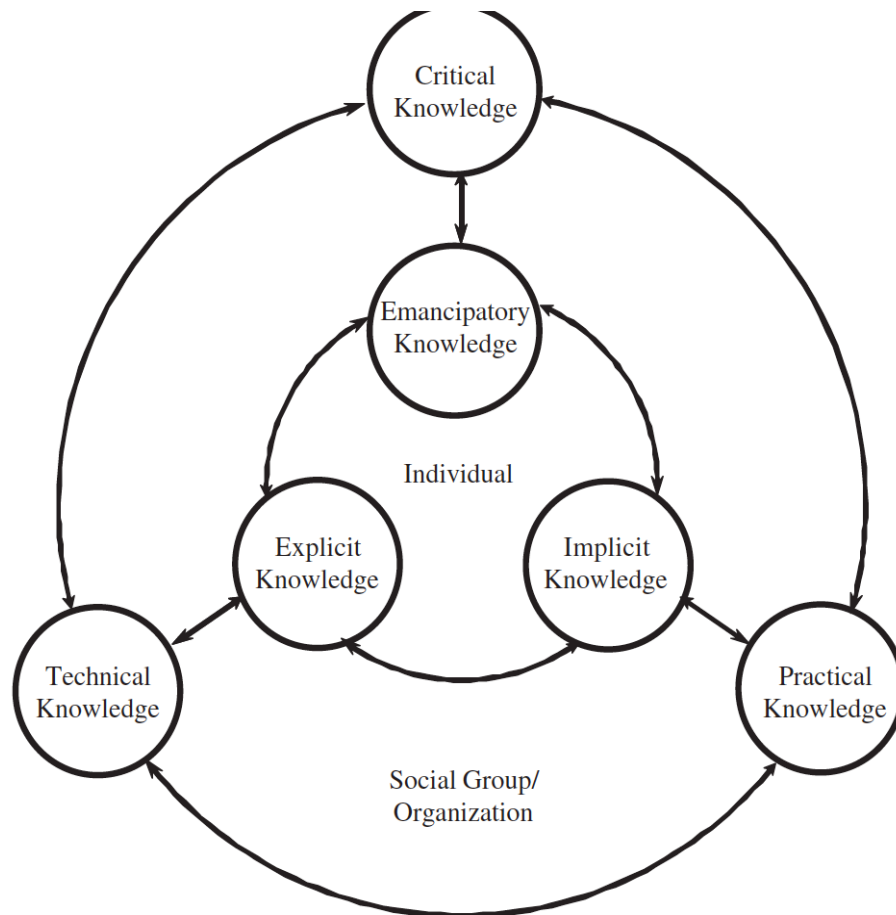 Critical
Knowledge
Emancipatory
Knowledge
Individual
Explicit
Knowledge
Implicit
Knowledge
Technical
Knowledge
Practical
Knowledge
Social Group/
Organization